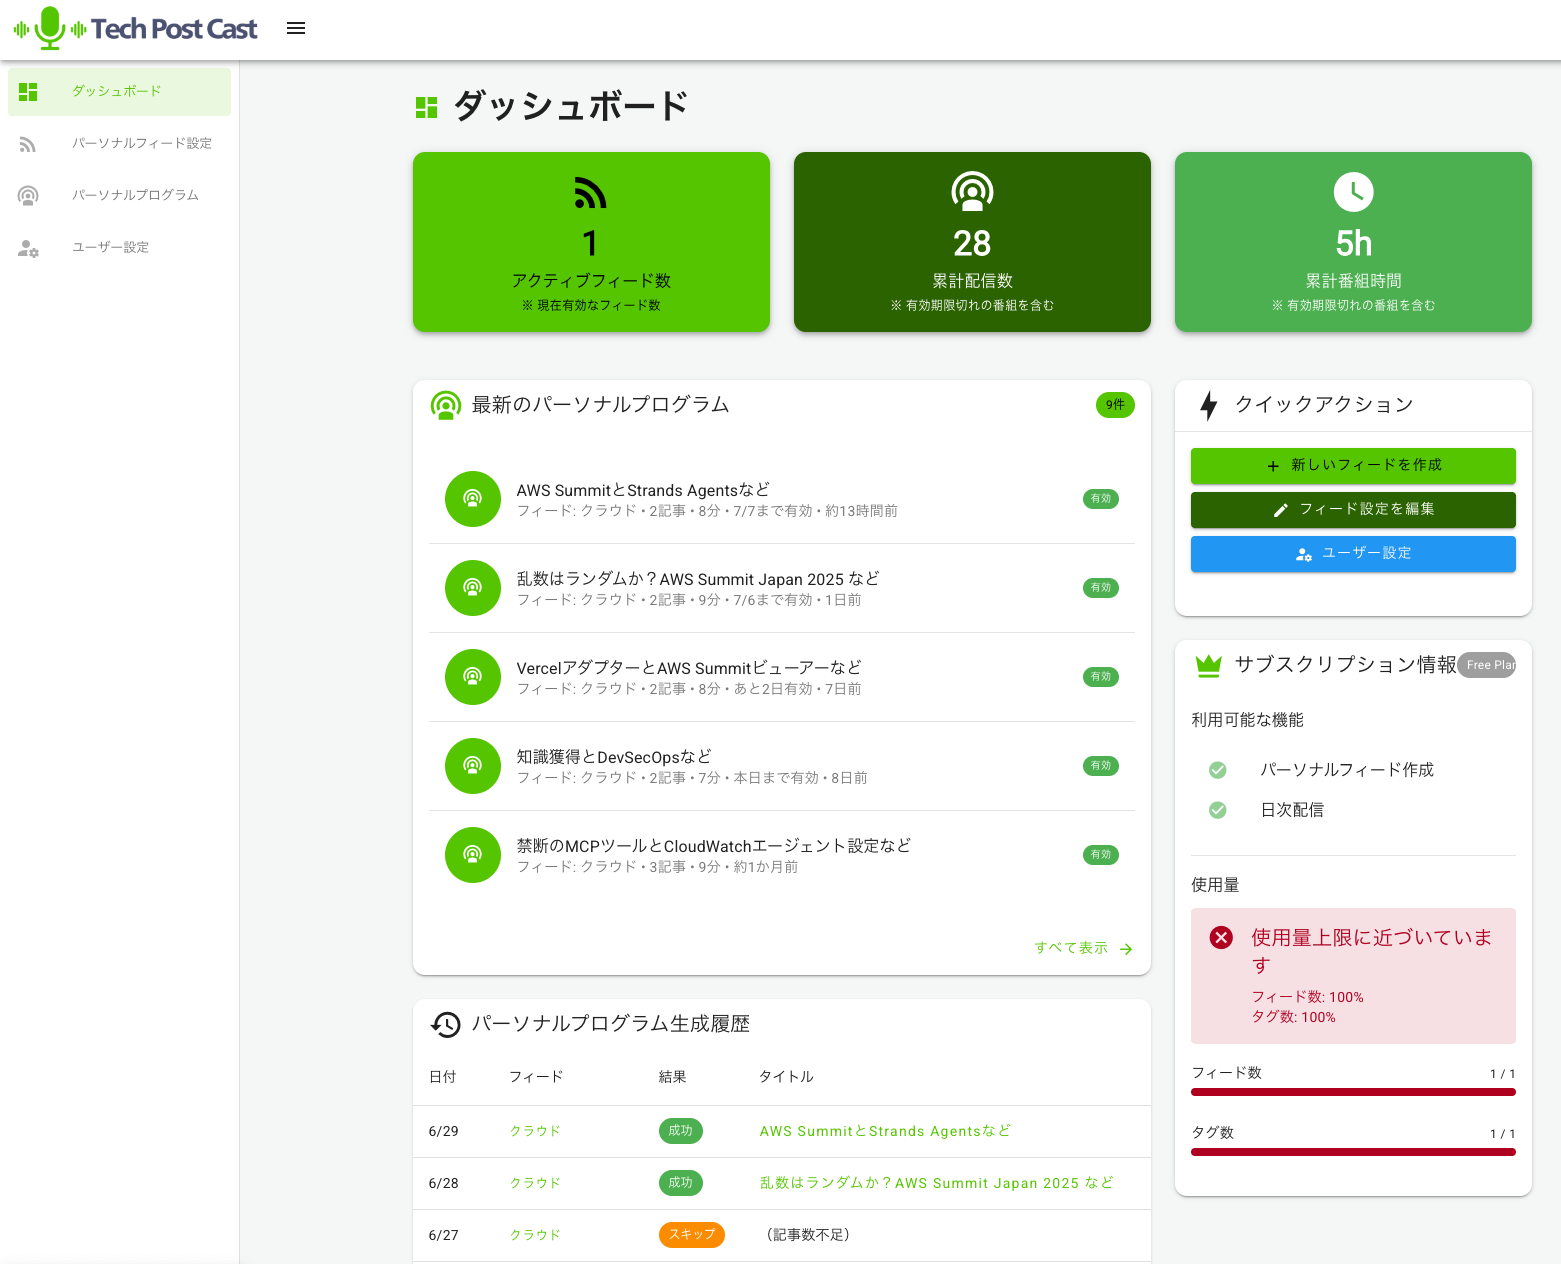 Tech Post Cast
ダッシュボード
パーソナルフィード設定
パーソナルプログラム
ユーザー設定
ダッシュボード
1
アクティブフィード数
※ 現在有効なフィード数
28
累計配信数
※ 有効期限切れの番組を含む
5h
累計番組時間
※ 有効期限切れの番組を含む
最新のパーソナルプログラム
9件
AWS SummitとStrands Agentsなど
フィード: クラウド • 2記事 • 8分 • 7/7まで有効 • 約13時間前
有効
乱数はランダムか？AWS Summit Japan 2025 など
フィード: クラウド • 2記事 • 9分 • 7/6まで有効 • 1日前
有効
VercelアダプターとAWS Summitビューアーなど
フィード: クラウド • 2記事 • 8分 • あと2日有効 • 7日前
有効
知識獲得とDevSecOpsなど
フィード: クラウド • 2記事 • 7分 • 本日まで有効 • 8日前
有効
禁断のMCPツールとCloudWatchエージェント設定など
フィード: クラウド • 3記事 • 9分 • 約1か月前
有効
すべて表示
パーソナルプログラム生成履歴
日付 フィード 結果 タイトル
6/29 クラウド 成功 AWS SummitとStrands Agentsなど
6/28 クラウド 成功 乱数はランダムか？AWS Summit Japan 2025 など
6/27 クラウド スキップ （記事数不足）
クイックアクション
新しいフィードを作成
フィード設定を編集
ユーザー設定
サブスクリプション情報
Free Plan
利用可能な機能
パーソナルフィード作成
日次配信
使用量
使用量上限に近づいていま
す
フィード数: 100%
タグ数: 100%
フィード数 1 / 1
タグ数 1 / 1